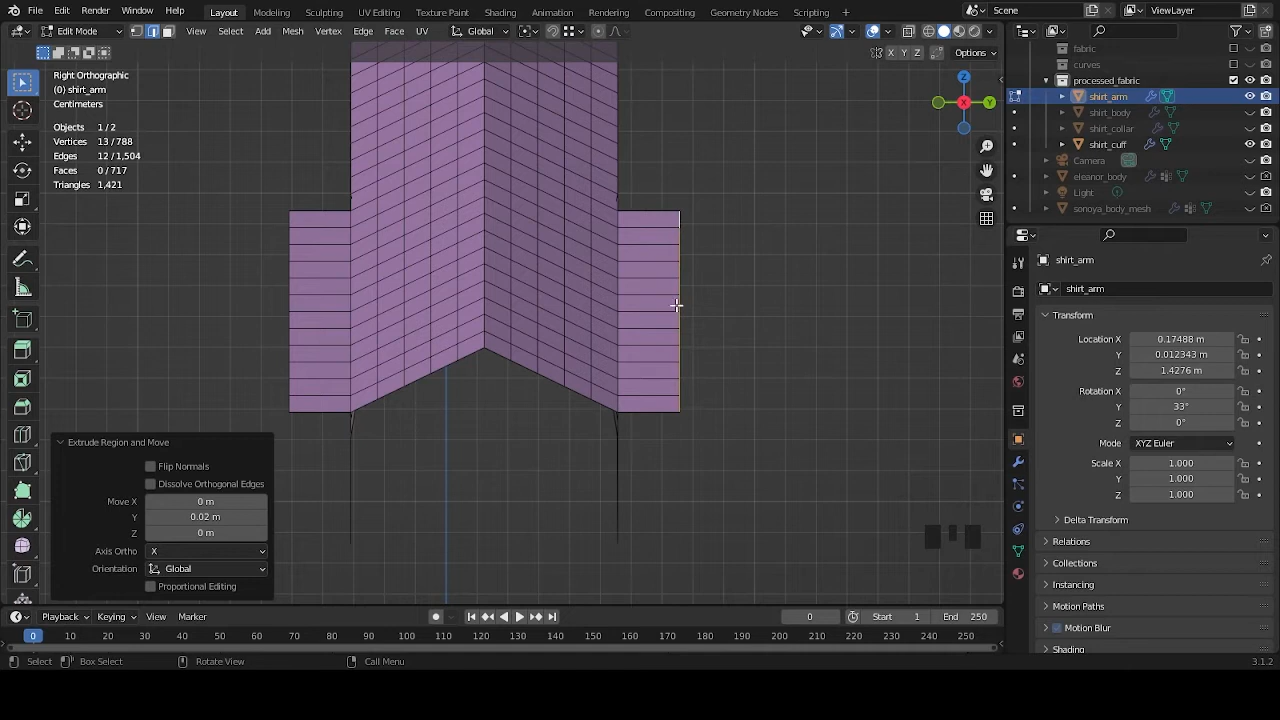 File Edit Render Window Help Layout Modeling Sculpting UV Editing Texture Paint Shading Animation Rendering Compositing Geometry Nodes Scripting Scene ViewLayer
Edit Mode View Select Add Mesh Vertex Edge Face UV Global
X Y Z Options
Right Orthographic
(0) shirt_arm
Centimeters
Objects 1/2
Vertices 13/788
Edges 12/1,504
Faces 0/717
Triangles 1,421
Z
X
Y
fabric
curves
processed_fabric
shirt_arm
shirt_body
shirt_collar
shirt_cuff
Camera
eleanor_body
Light
sonoya_body_mesh
shirt_arm
shirt_arm
Transform
Location X 0.17488 m
Y 0.012343 m
Z 1.4276 m
Rotation X 0°
Y 33°
Z 0°
Mode XYZ Euler
Scale X 1.000
Y 1.000
Z 1.000
Delta Transform
Relations
Collections
Instancing
Motion Paths
Motion Blur
Shading
Extrude Region and Move
Flip Normals
Dissolve Orthogonal Edges
Move X 0 m
Y 0.02 m
Z 0 m
Axis Ortho X
Orientation Global
Proportional Editing
Playback Keying View Marker 0 Start 1 End 250
0 10 20 30 40 50 60 70 80 90 100 110 120 130 140 150 160 170 180 190 200 210 220 230 240 250
Select Box Select Rotate View Call Menu 3.1.2